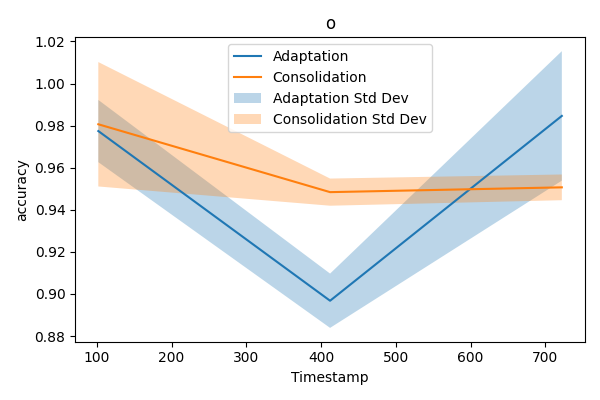 o
1.02
1.00
0.98
0.96
0.94
0.92
0.90
0.88
accuracy
Adaptation
Consolidation
Adaptation Std Dev
Consolidation Std Dev
100
200
300
400
500
600
700
Timestamp